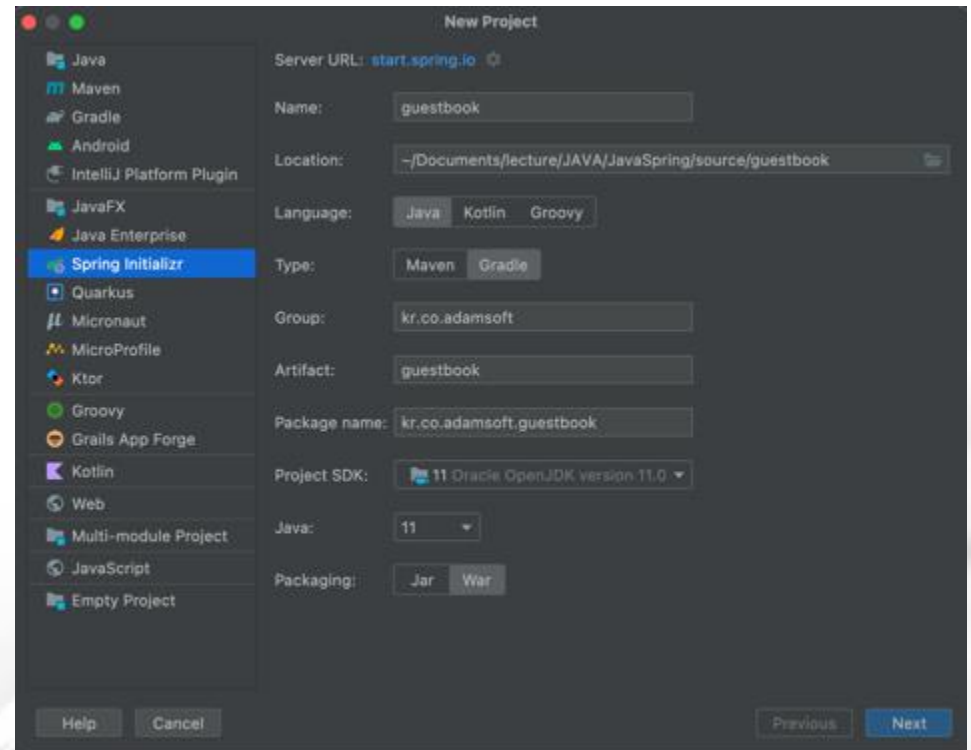 New Project
Java
Maven
Gradle
Android
IntelliJ Platform Plugin
JavaFX
Java Enterprise
Spring Initializr
Quarkus
Micronaut
MicroProfile
Ktor
Groovy
Grails App Forge
Kotlin
Web
Multi-module Project
JavaScript
Empty Project
Server URL: start.spring.io
Name: guestbook
Location: ~/Documents/lecture/JAVA/JavaSpring/source/guestbook
Language: Java Kotlin Groovy
Type: Maven Gradle
Group: kr.co.adamsoft
Artifact: guestbook
Package name: kr.co.adamsoft.guestbook
Project SDK: 11 Oracle OpenJDK version 11.0
Java: 11
Packaging: Jar War
Help Cancel Previous Next